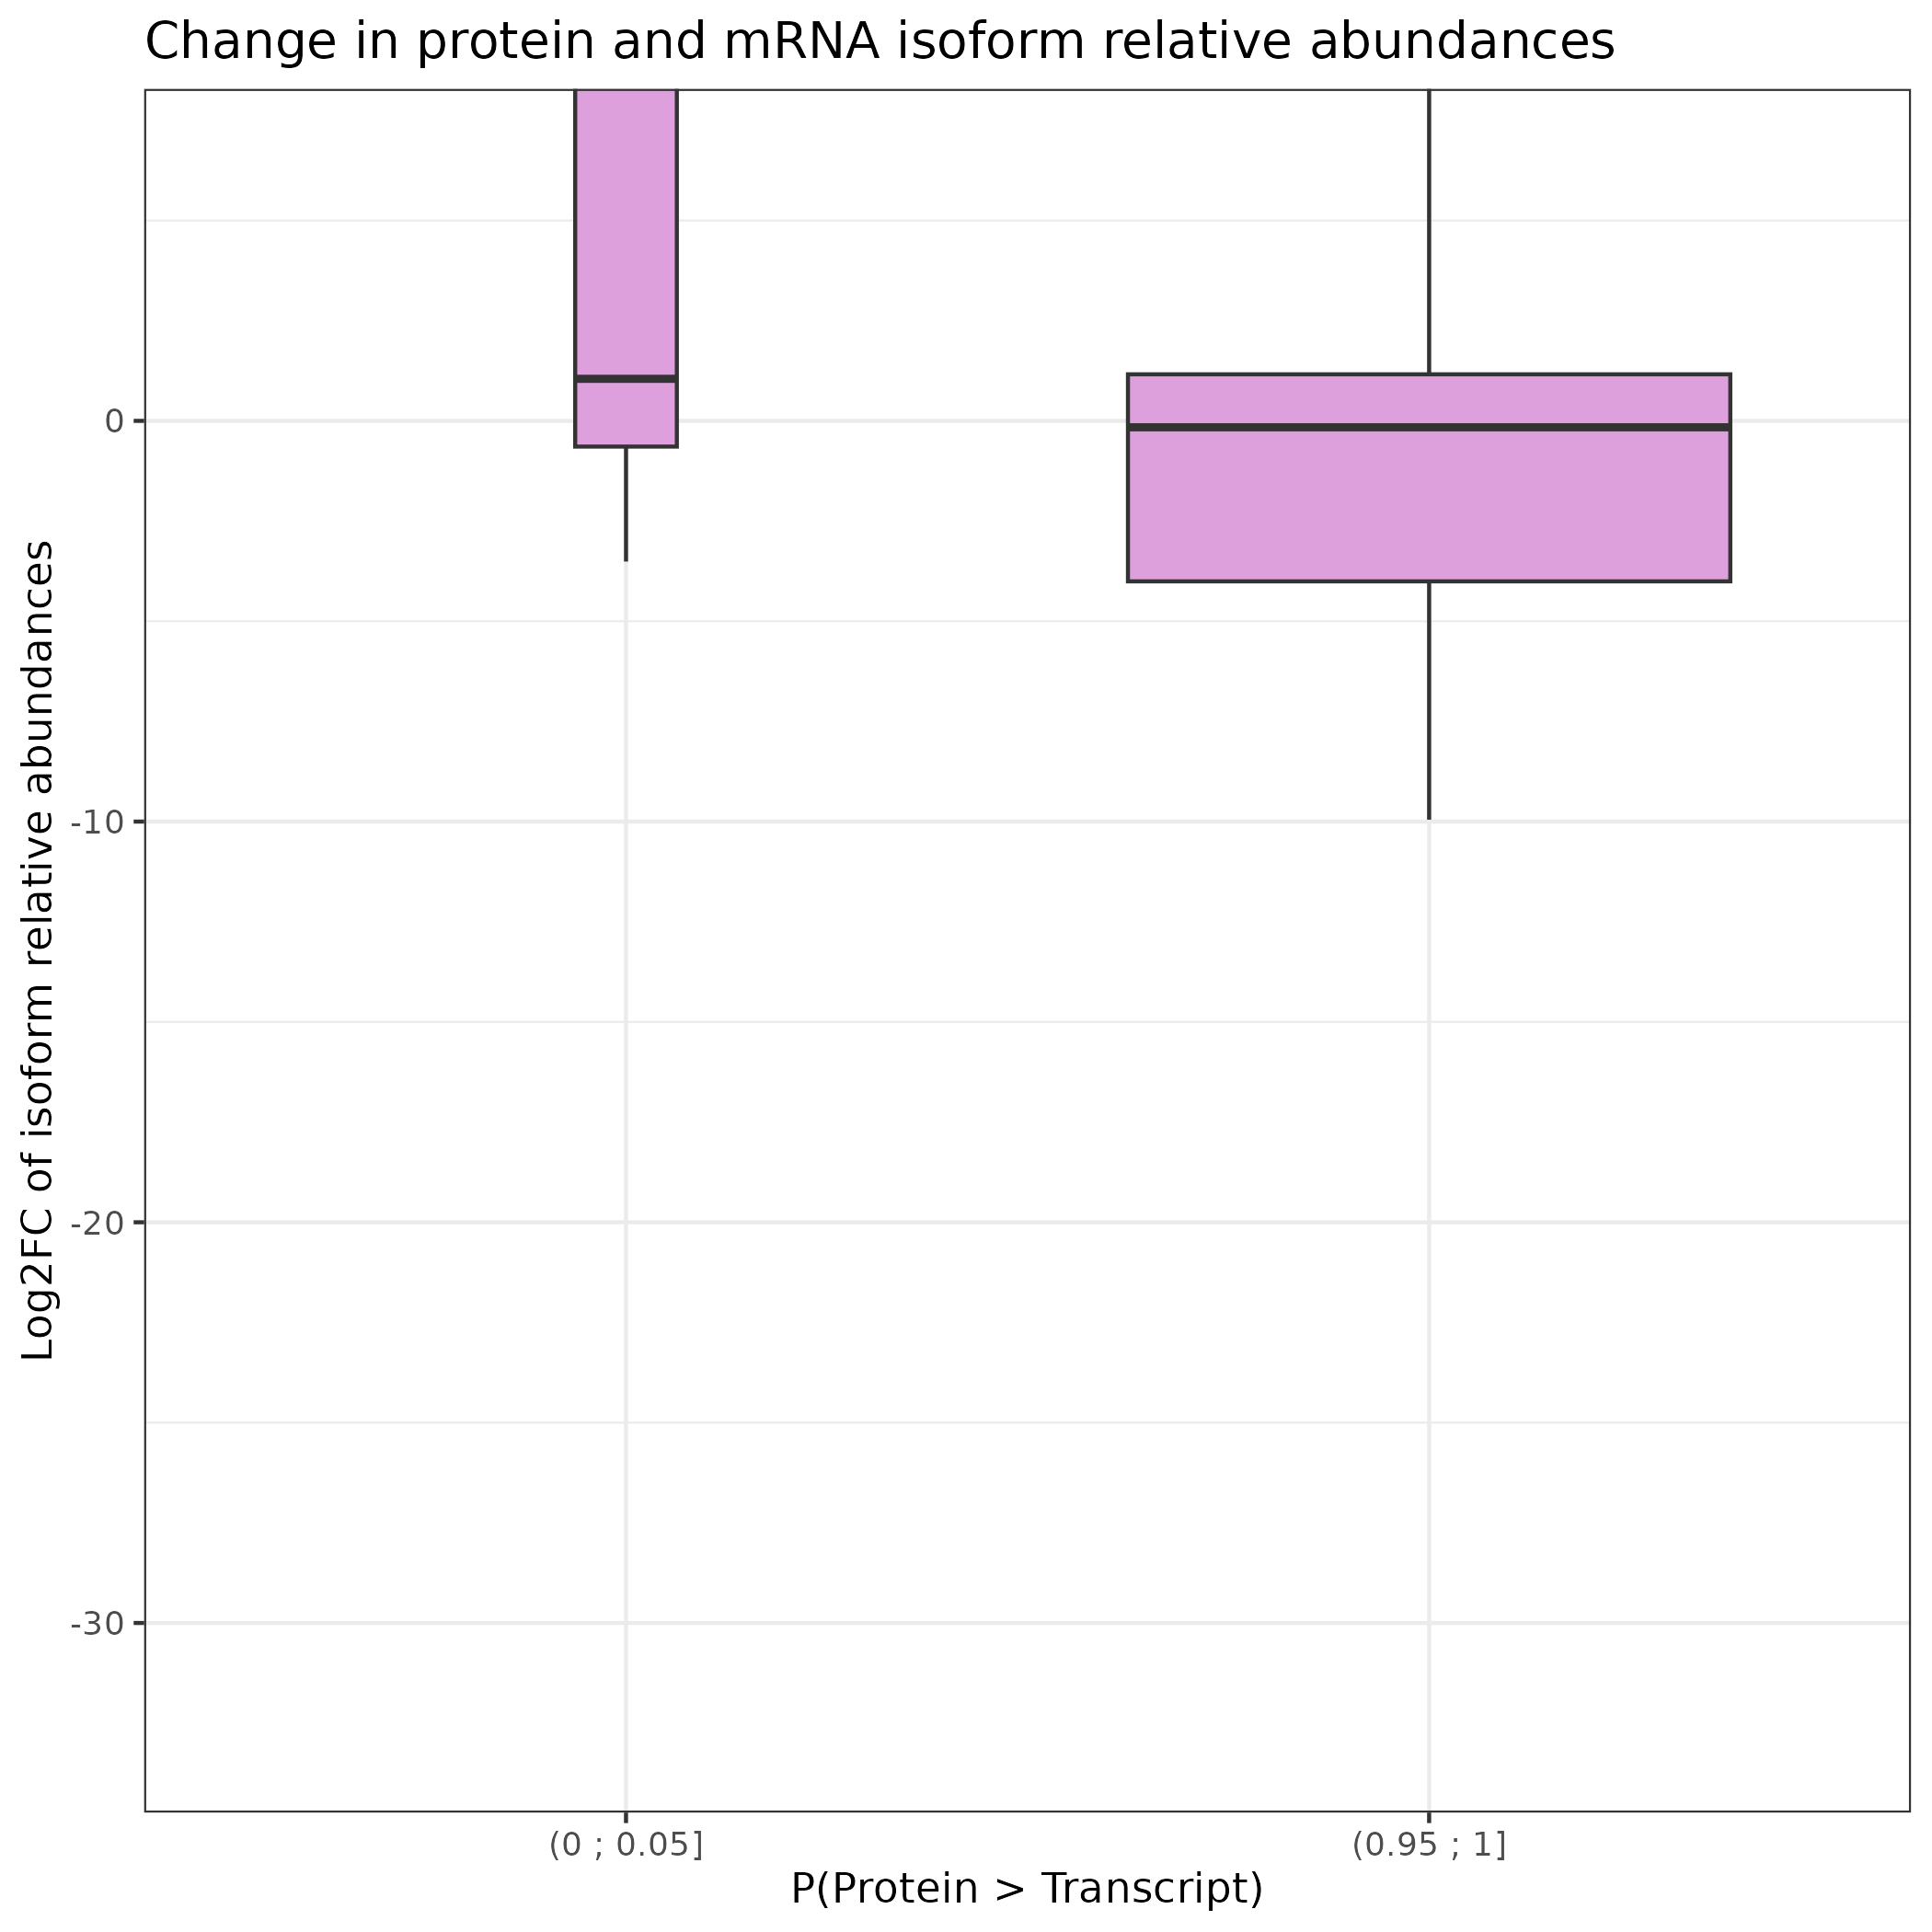 Change in protein and mRNA isoform relative abundances
Log2FC of isoform relative abundances
0
-10
-20
-30
(0 ; 0.05]
(0.95 ; 1]
P(Protein > Transcript)